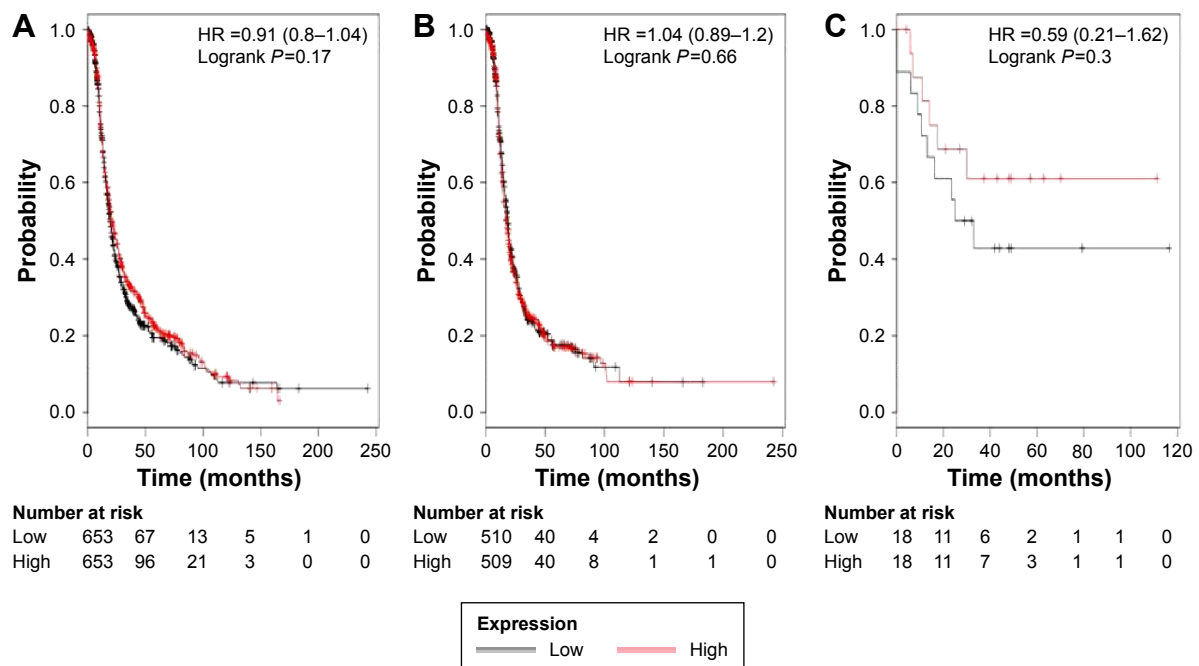 A
HR =0.91 (0.8–1.04)
Logrank P=0.17
Probability
1.0
0.8
0.6
0.4
0.2
0.0
0 50 100 150 200 250
Time (months)
Number at risk
Low 653 67 13 5 1 0
High 653 96 21 3 0 0
B
HR =1.04 (0.89–1.2)
Logrank P=0.66
Probability
1.0
0.8
0.6
0.4
0.2
0.0
0 50 100 150 200 250
Time (months)
Number at risk
Low 510 40 4 2 0 0
High 509 40 8 1 1 0
C
HR =0.59 (0.21–1.62)
Logrank P=0.3
Probability
1.0
0.8
0.6
0.4
0.2
0.0
0 20 40 60 80 100 120
Time (months)
Number at risk
Low 18 11 6 2 1 1 0
High 18 11 7 3 1 1 0
Expression
Low High